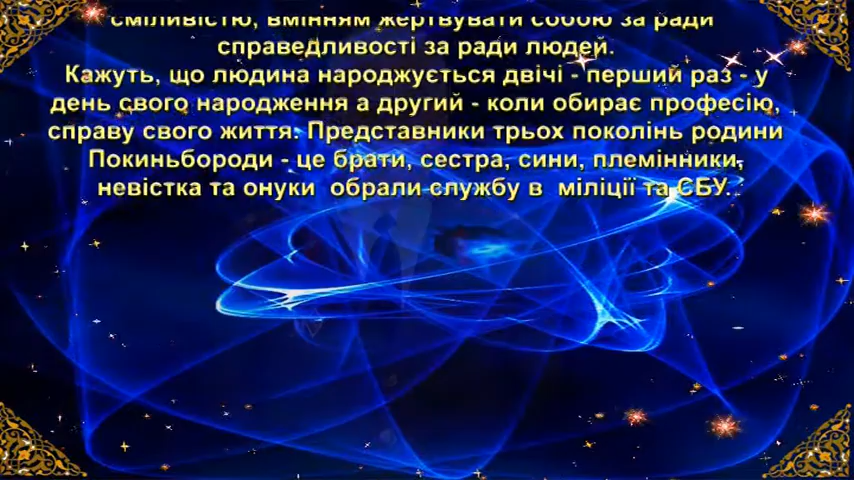 сміливістю, вмінням жертвувати собою за ради
справедливості за ради людей.
Кажуть, що людина народжується двічі - перший раз - у
день свого народження а другий - коли обирає професію,
справу свого життя. Представники трьох поколінь родини
Покиньбороди - це брати, сестра, сини, племінники,
невістка та онуки обрали службу в міліції та СБУ.